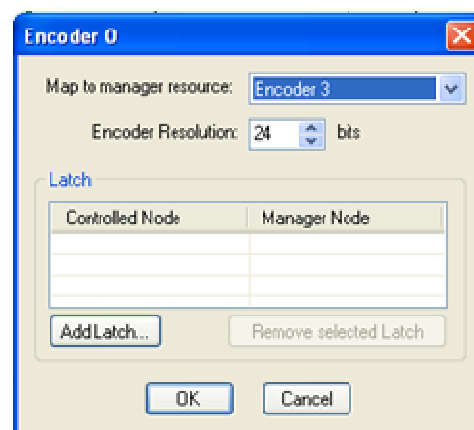 Encoder 0
Map to manager resource: Encoder 3
Encoder Resolution: 24 bits
Latch
Controlled Node Manager Node
Add Latch... Remove selected Latch
OK Cancel